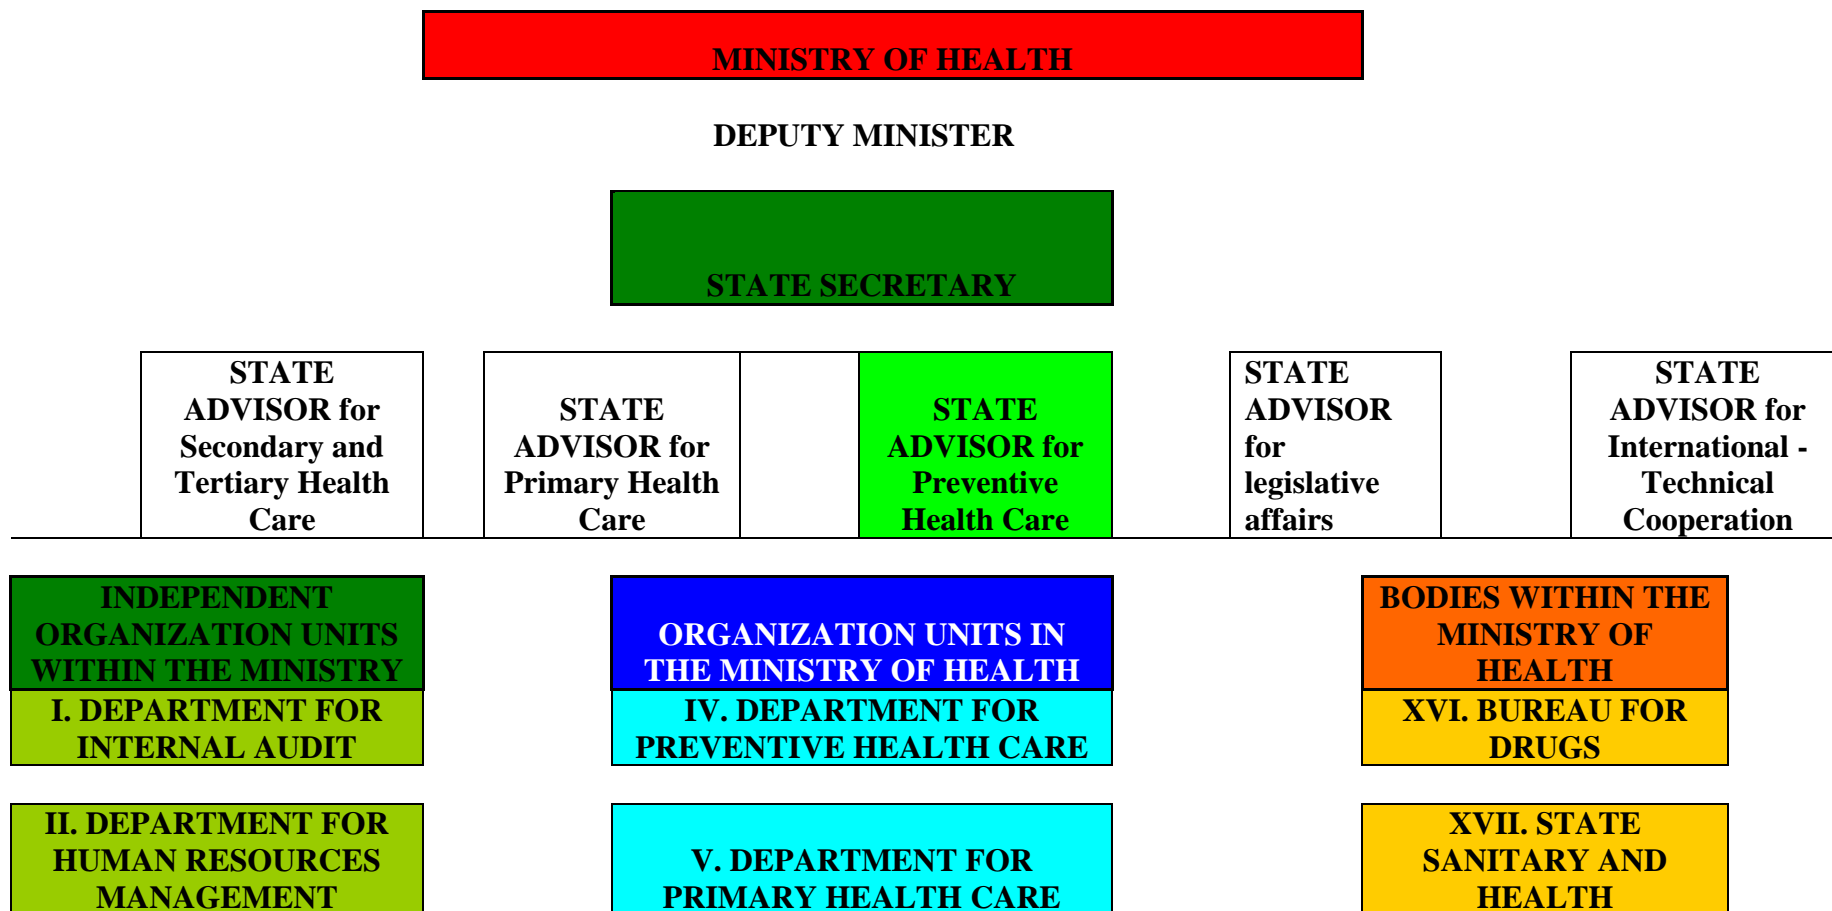 MINISTRY OF HEALTH
DEPUTY MINISTER
STATE SECRETARY
STATE
ADVISOR for
Secondary and
Tertiary Health
Care
STATE
ADVISOR for
Primary Health
Care
STATE
ADVISOR for
Preventive
Health Care
STATE
ADVISOR
for
legislative
affairs
STATE
ADVISOR for
International -
Technical
Cooperation
INDEPENDENT
ORGANIZATION UNITS
WITHIN THE MINISTRY
I. DEPARTMENT FOR
INTERNAL AUDIT
II. DEPARTMENT FOR
HUMAN RESOURCES
MANAGEMENT
ORGANIZATION UNITS IN
THE MINISTRY OF HEALTH
IV. DEPARTMENT FOR
PREVENTIVE HEALTH CARE
V. DEPARTMENT FOR
PRIMARY HEALTH CARE
BODIES WITHIN THE
MINISTRY OF
HEALTH
XVI. BUREAU FOR
DRUGS
XVII. STATE
SANITARY AND
HEALTH